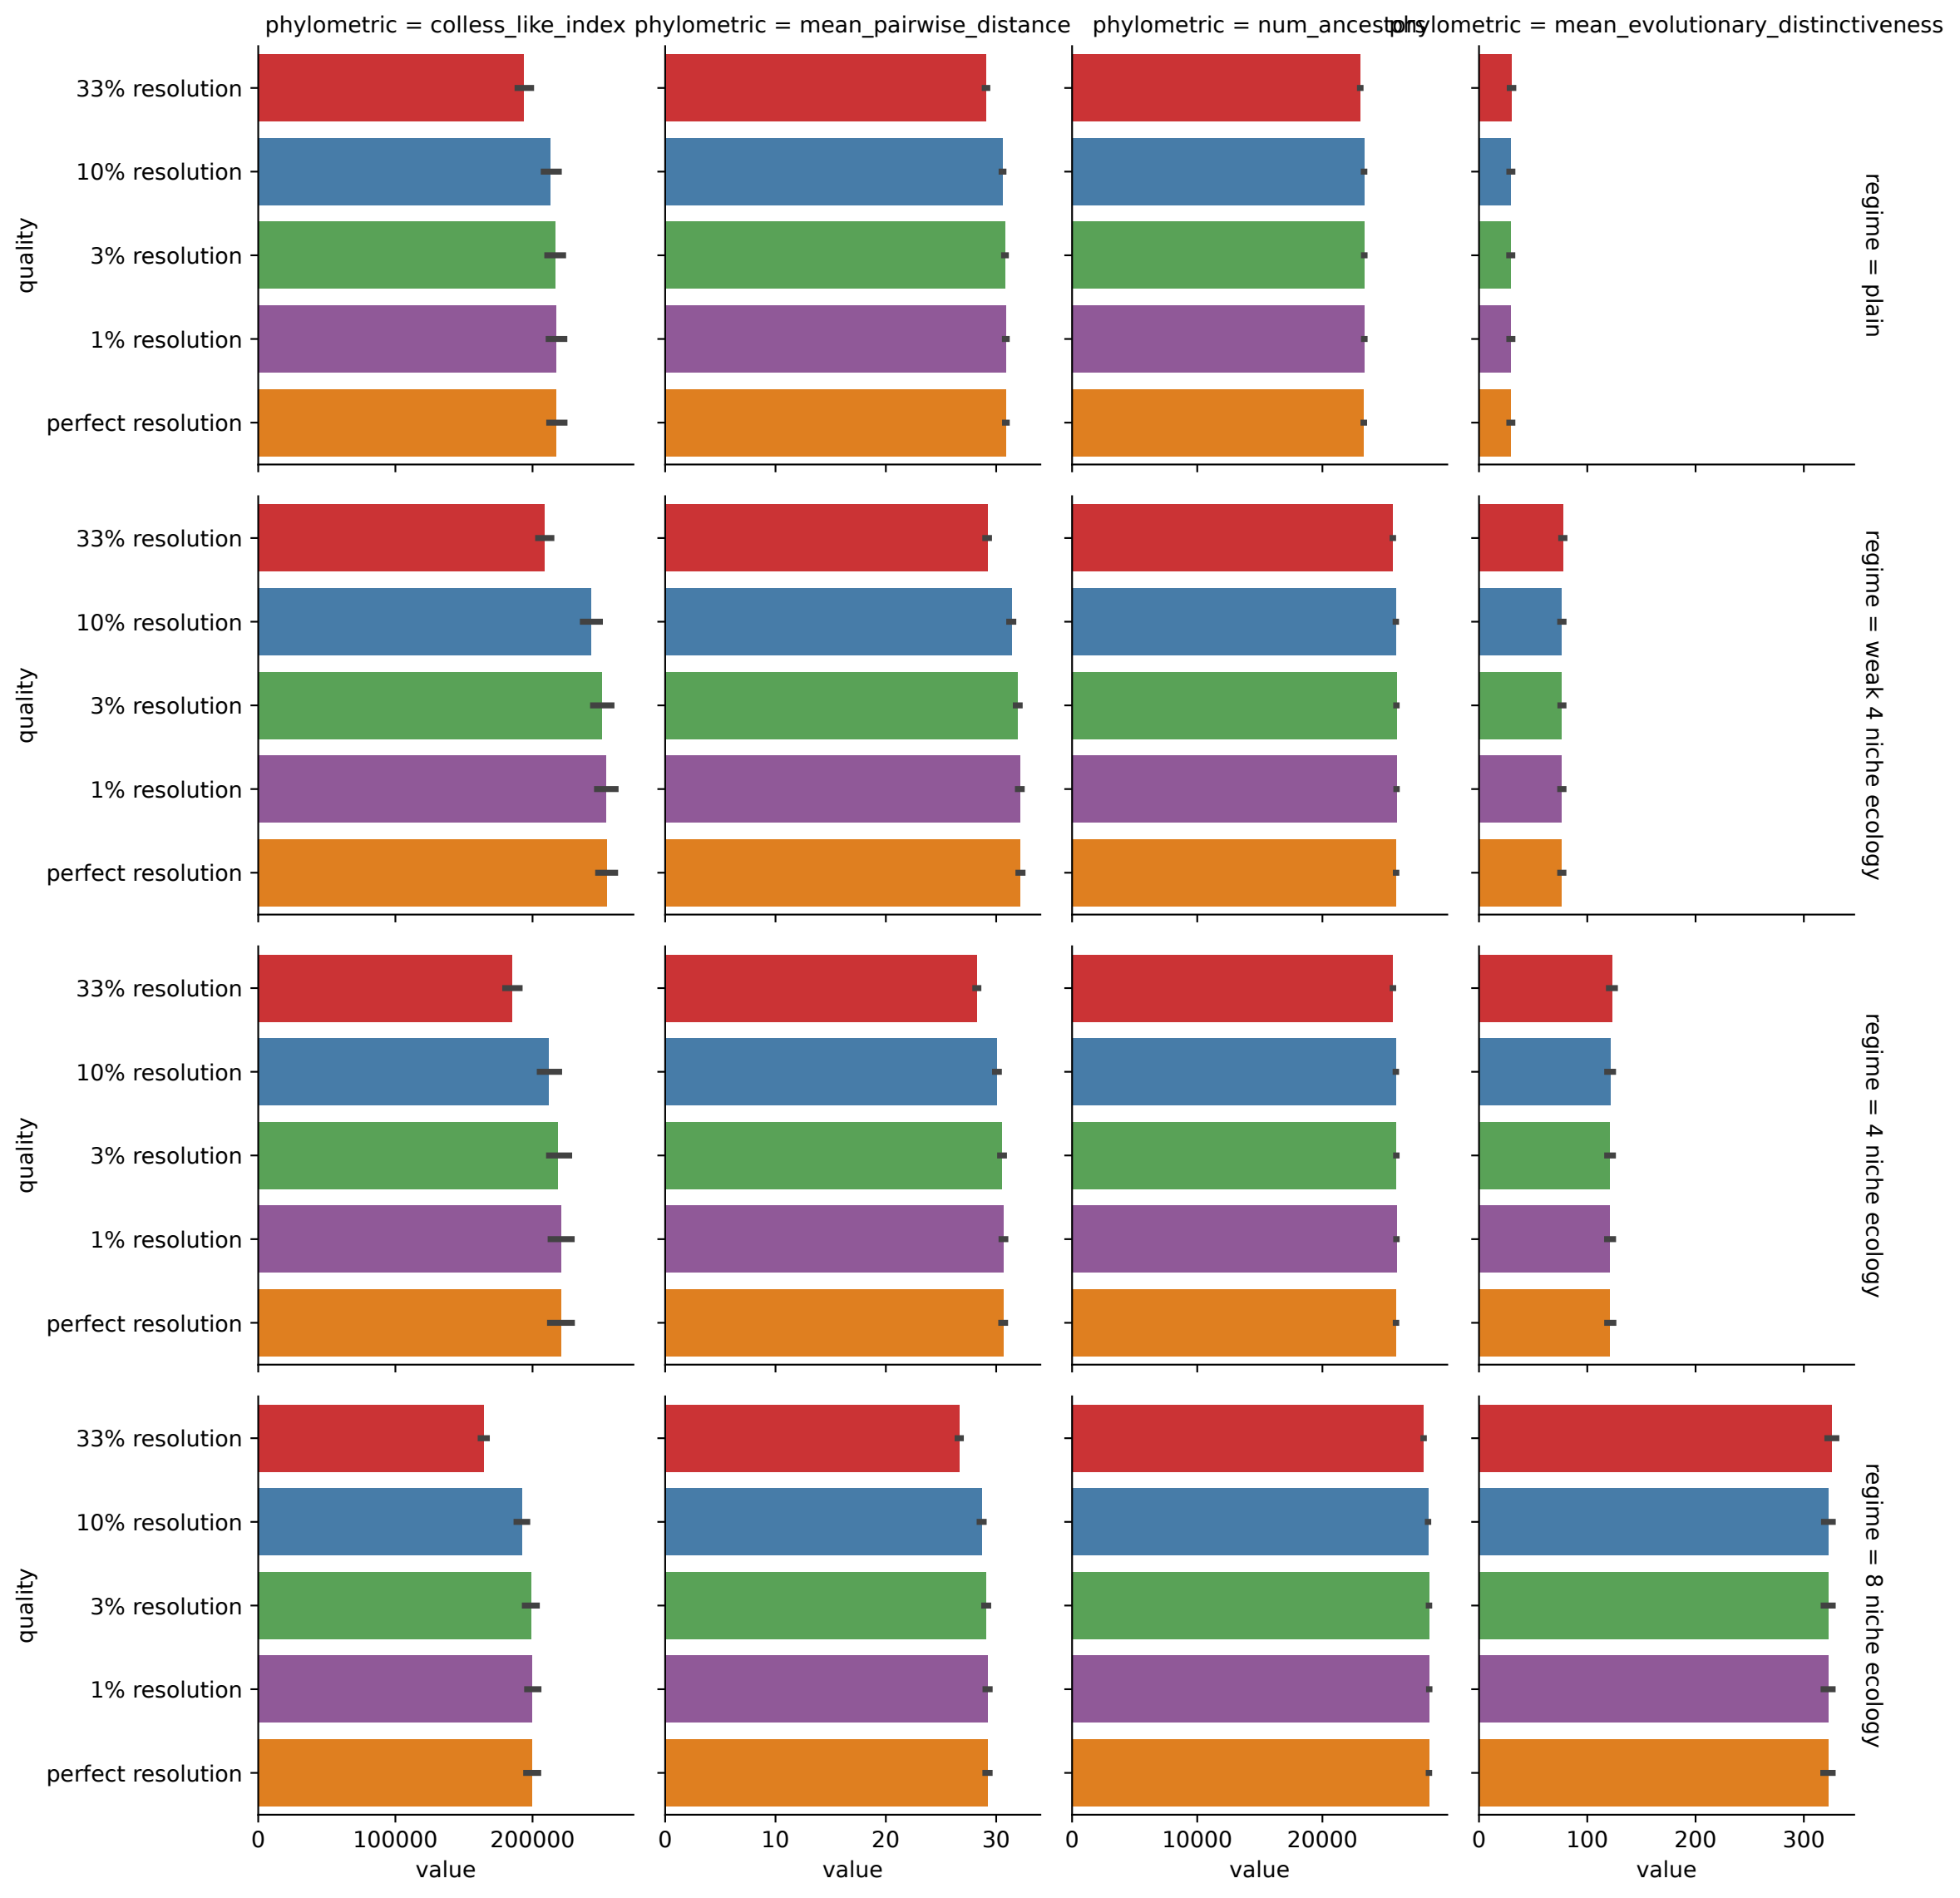 phylometric = colless_like_index
phylometric = mean_pairwise_distance
phylometric = num_ancestors
phylometric = mean_evolutionary_distinctiveness
quality
33% resolution
10% resolution
3% resolution
1% resolution
perfect resolution
regime = plain
quality
33% resolution
10% resolution
3% resolution
1% resolution
perfect resolution
regime = weak 4 niche ecology
quality
33% resolution
10% resolution
3% resolution
1% resolution
perfect resolution
regime = 4 niche ecology
quality
33% resolution
10% resolution
3% resolution
1% resolution
perfect resolution
regime = 8 niche ecology
0 100000 200000
0 10 20 30
0 10000 20000
0 100 200 300
value
value
value
value